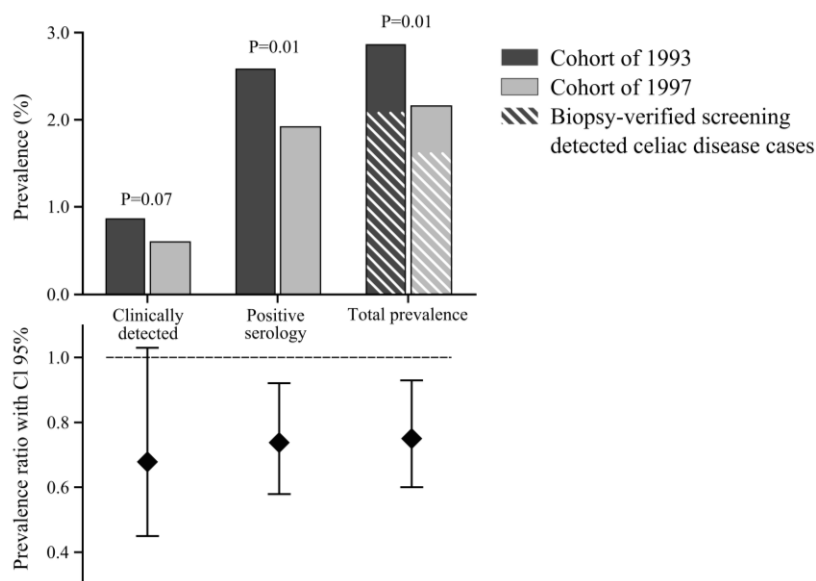 3.0
2.0
1.0
0.0
Prevalence (%)
P=0.07
P=0.01
P=0.01
Cohort of 1993
Cohort of 1997
Biopsy-verified screening
detected celiac disease cases
Clinically
detected
Positive
serology
Total prevalence
1.0
0.8
0.6
0.4
Prevalence ratio with CI 95%